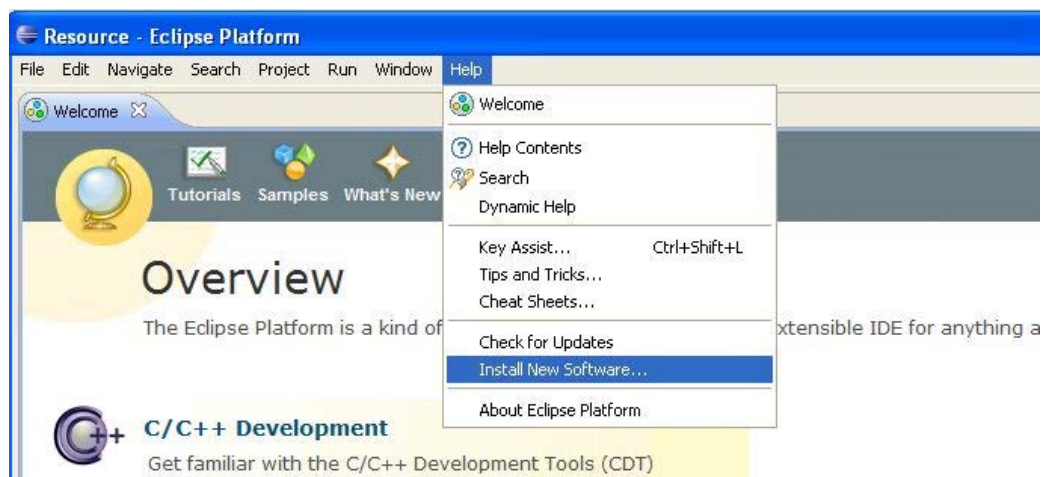 Resource - Eclipse Platform
File Edit Navigate Search Project Run Window Help
Welcome
Welcome
Help Contents
Search
Dynamic Help
Key Assist... Ctrl+Shift+L
Tips and Tricks...
Cheat Sheets...
Check for Updates
Install New Software...
About Eclipse Platform
Tutorials Samples What's New
Overview
The Eclipse Platform is a kind of xtensible IDE for anything a
C/C++ Development
Get familiar with the C/C++ Development Tools (CDT)